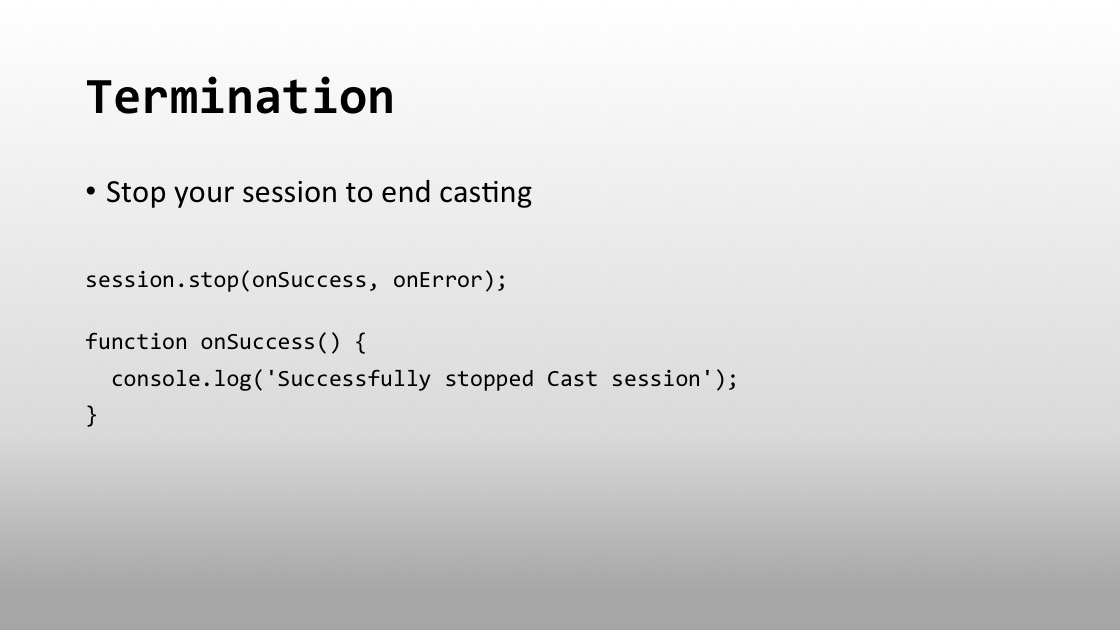 Termination
• Stop your session to end casting
session.stop(onSuccess, onError);
function onSuccess() {
  console.log('Successfully stopped Cast session');
}